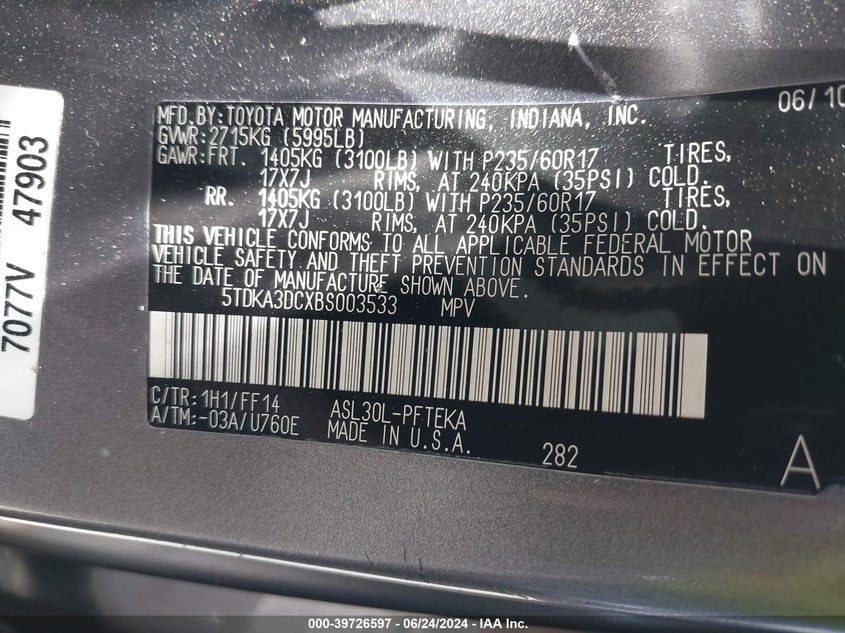 06/10
MFD.BY:TOYOTA MOTOR MANUFACTURING, INDIANA, INC.
GVWR:2715KG (5995LB)
GAWR:FRT. 1405KG (3100LB) WITH P235/60R17 TIRES,
17X7J RIMS, AT 240KPA (35PSI) COLD.
RR. 1405KG (3100LB) WITH P235/60R17 TIRES,
17X7J RIMS, AT 240KPA (35PSI) COLD.
THIS VEHICLE CONFORMS TO ALL APPLICABLE FEDERAL MOTOR
VEHICLE SAFETY AND THEFT PREVENTION STANDARDS IN EFFECT ON
THE DATE OF MANUFACTURE SHOWN ABOVE.
5TDKA3DCXBS003533 MPV
C/TR:1H1/FF14 ASL30L-PFTEKA
A/TM:-03A/U760E MADE IN U.S.A.
282
A
7077V 47903
000-39726597 - 06/24/2024 - IAA Inc.